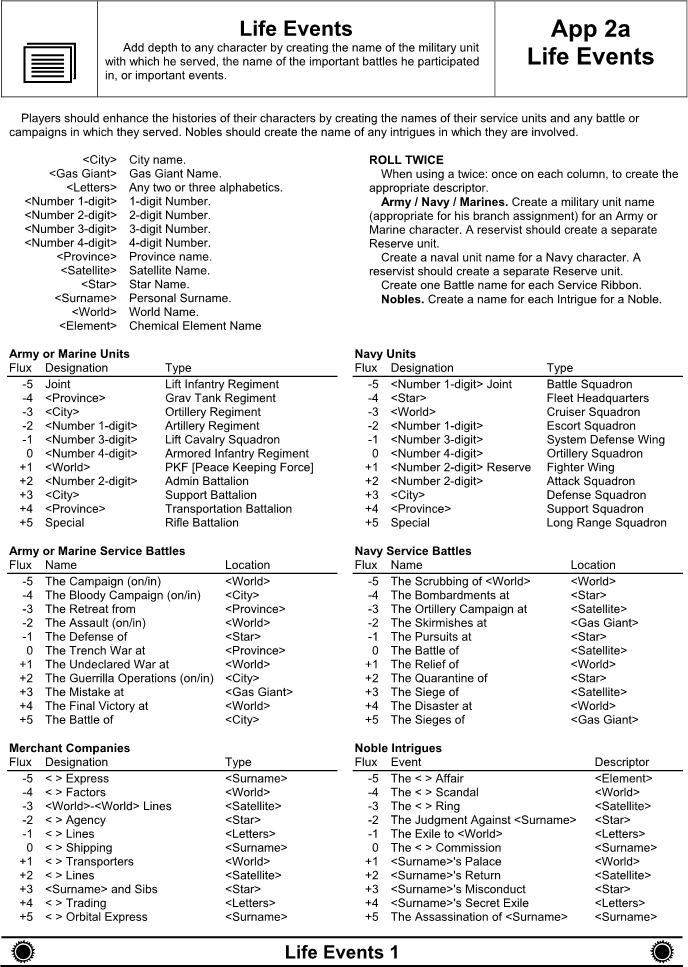 Life Events
Add depth to any character by creating the name of the military unit
with which he served, the name of the important battles he participated
in, or important events.
App 2a
Life Events
Players should enhance the histories of their characters by creating the names of their service units and any battle or
campaigns in which they served. Nobles should create the name of any intrigues in which they are involved.
<City> City name.
<Gas Giant> Gas Giant Name.
<Letters> Any two or three alphabetics.
<Number 1-digit> 1-digit Number.
<Number 2-digit> 2-digit Number.
<Number 3-digit> 3-digit Number.
<Number 4-digit> 4-digit Number.
<Province> Province name.
<Satellite> Satellite Name.
<Star> Star Name.
<Surname> Personal Surname.
<World> World Name.
<Element> Chemical Element Name
ROLL TWICE
When using a twice: once on each column, to create the
appropriate descriptor.
Army / Navy / Marines. Create a military unit name
(appropriate for his branch assignment) for an Army or
Marine character. A reservist should create a separate
Reserve unit.
Create a naval unit name for a Navy character. A
reservist should create a separate Reserve unit.
Create one Battle name for each Service Ribbon.
Nobles. Create a name for each Intrigue for a Noble.
Army or Marine Units
Flux Designation Type
-5 Joint Lift Infantry Regiment
-4 <Province> Grav Tank Regiment
-3 <City> Ortillery Regiment
-2 <Number 1-digit> Artillery Regiment
-1 <Number 3-digit> Lift Cavalry Squadron
0 <Number 4-digit> Armored Infantry Regiment
+1 <World> PKF [Peace Keeping Force]
+2 <Number 2-digit> Admin Battalion
+3 <City> Support Battalion
+4 <Province> Transportation Battalion
+5 Special Rifle Battalion
Navy Units
Flux Designation Type
-5 <Number 1-digit> Joint Battle Squadron
-4 <Star> Fleet Headquarters
-3 <World> Cruiser Squadron
-2 <Number 1-digit> Escort Squadron
-1 <Number 3-digit> System Defense Wing
0 <Number 4-digit> Ortillery Squadron
+1 <Number 2-digit> Reserve Fighter Wing
+2 <Number 2-digit> Attack Squadron
+3 <City> Defense Squadron
+4 <Province> Support Squadron
+5 Special Long Range Squadron
Army or Marine Service Battles
Flux Name Location
-5 The Campaign (on/in) <World>
-4 The Bloody Campaign (on/in) <City>
-3 The Retreat from <Province>
-2 The Assault (on/in) <World>
-1 The Defense of <Star>
0 The Trench War at <Province>
+1 The Undeclared War at <World>
+2 The Guerrilla Operations (on/in) <City>
+3 The Mistake at <Gas Giant>
+4 The Final Victory at <World>
+5 The Battle of <City>
Navy Service Battles
Flux Name Location
-5 The Scrubbing of <World> <World>
-4 The Bombardments at <Star>
-3 The Ortillery Campaign at <Satellite>
-2 The Skirmishes at <Gas Giant>
-1 The Pursuits at <Star>
0 The Battle of <Satellite>
+1 The Relief of <World>
+2 The Quarantine of <Star>
+3 The Siege of <Satellite>
+4 The Disaster at <World>
+5 The Sieges of <Gas Giant>
Merchant Companies
Flux Designation Type
-5 < > Express <Surname>
-4 < > Factors <World>
-3 <World>-<World> Lines <Satellite>
-2 < > Agency <Star>
-1 < > Lines <Letters>
0 < > Shipping <Surname>
+1 < > Transporters <World>
+2 < > Lines <Satellite>
+3 <Surname> and Sibs <Star>
+4 < > Trading <Letters>
+5 < > Orbital Express <Surname>
Noble Intrigues
Flux Event Descriptor
-5 The < > Affair <Element>
-4 The < > Scandal <World>
-3 The < > Ring <Satellite>
-2 The Judgment Against <Surname> <Star>
-1 The Exile to <World> <Letters>
0 The < > Commission <Surname>
+1 <Surname>'s Palace <World>
+2 <Surname>'s Return <Satellite>
+3 <Surname>'s Misconduct <Star>
+4 <Surname>'s Secret Exile <Letters>
+5 The Assassination of <Surname> <Surname>
Life Events 1